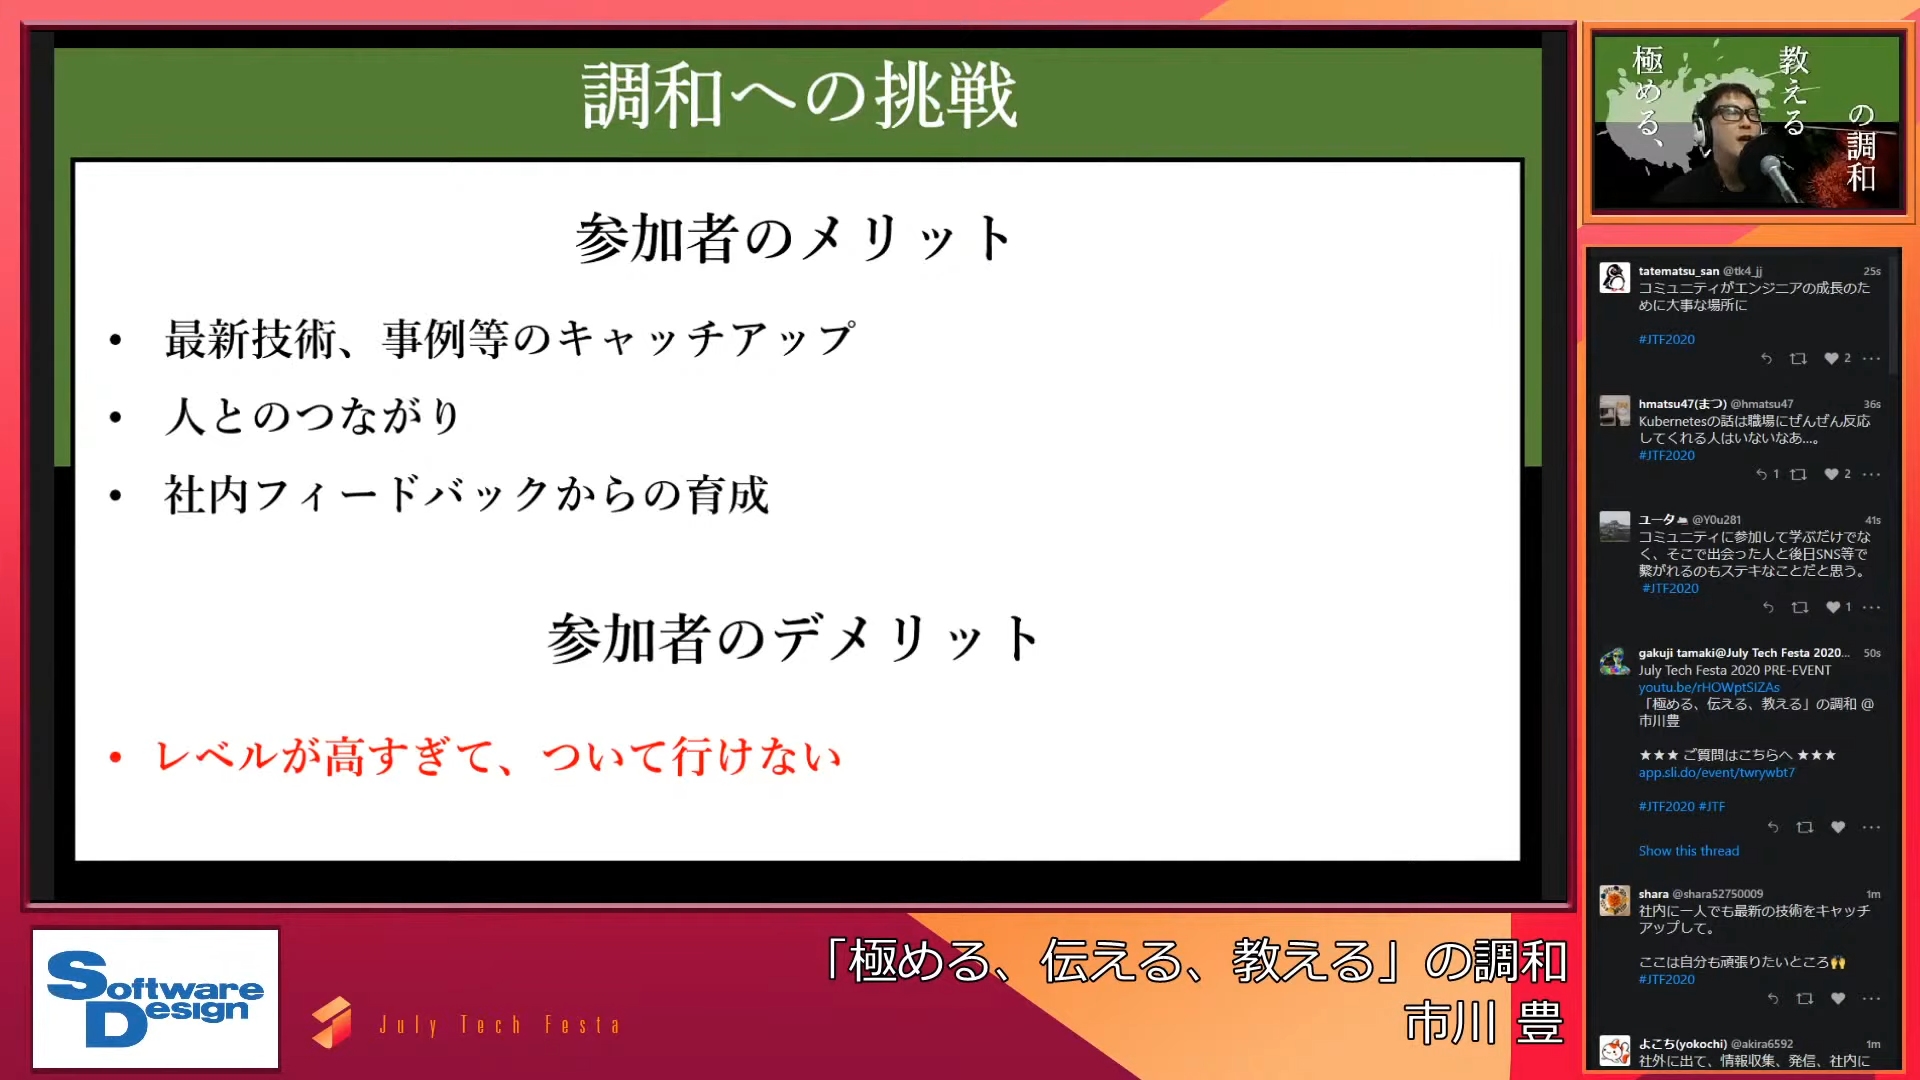 調和への挑戦
参加者のメリット
• 最新技術、事例等のキャッチアップ
• 人とのつながり
• 社内フィードバックからの育成
参加者のデメリット
• レベルが高すぎて、ついて行けない
極める、
教える
の調和
tatematsu_san @tk4_jj 25s
コミュニティがエンジニアの成長のた
めに大事な場所に
#JTF2020
2
hmatsu47(まつ) @hmatsu47 36s
Kubernetesの話は職場にぜんぜん反応
してくれる人はいないなあ...。
#JTF2020
1 2
ユータ @Y0u281 41s
コミュニティに参加して学ぶだけでな
く、そこで出会った人と後日SNS等で
繋がれるのもステキなことだと思う。
#JTF2020
1
gakuji tamaki@July Tech Festa 2020... 50s
July Tech Festa 2020 PRE-EVENT
youtu.be/rHOWptSIZAs
「極める、伝える、教える」の調和 @
市川豊
★★★ ご質問はこちらへ ★★★
app.sli.do/event/twrywbt7
#JTF2020 #JTF
Show this thread
shara @shara52750009 1m
社内に一人でも最新の技術をキャッチ
アップして。
ここは自分も頑張りたいところ🙌
#JTF2020
よこち(yokochi) @akira6592 1m
社外に出て、情報収集、発信、社内に
Software
Design
July Tech Festa
「極める、伝える、教える」の調和
市川 豊